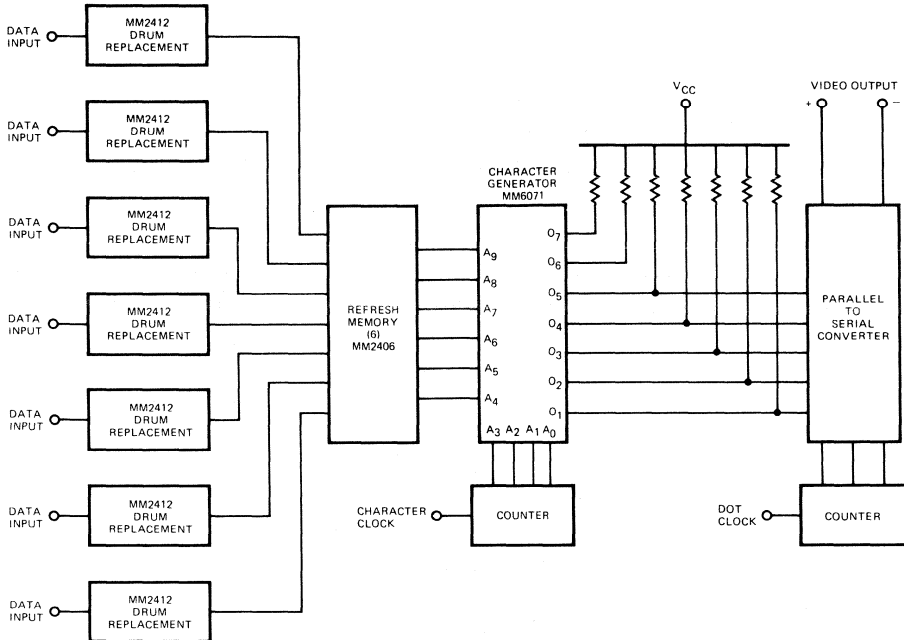 DATA
INPUT
MM2412
DRUM
REPLACEMENT
DATA
INPUT
MM2412
DRUM
REPLACEMENT
DATA
INPUT
MM2412
DRUM
REPLACEMENT
DATA
INPUT
MM2412
DRUM
REPLACEMENT
DATA
INPUT
MM2412
DRUM
REPLACEMENT
DATA
INPUT
MM2412
DRUM
REPLACEMENT
DATA
INPUT
MM2412
DRUM
REPLACEMENT
REFRESH
MEMORY
(6)
MM2406
CHARACTER
GENERATOR
MM6071
A9
A8
A7
A6
A5
A4
A3 A2 A1 A0
O7
O6
O5
O4
O3
O2
O1
CHARACTER
CLOCK
COUNTER
VCC
VIDEO OUTPUT
+ −
PARALLEL
TO
SERIAL
CONVERTER
DOT
CLOCK
COUNTER